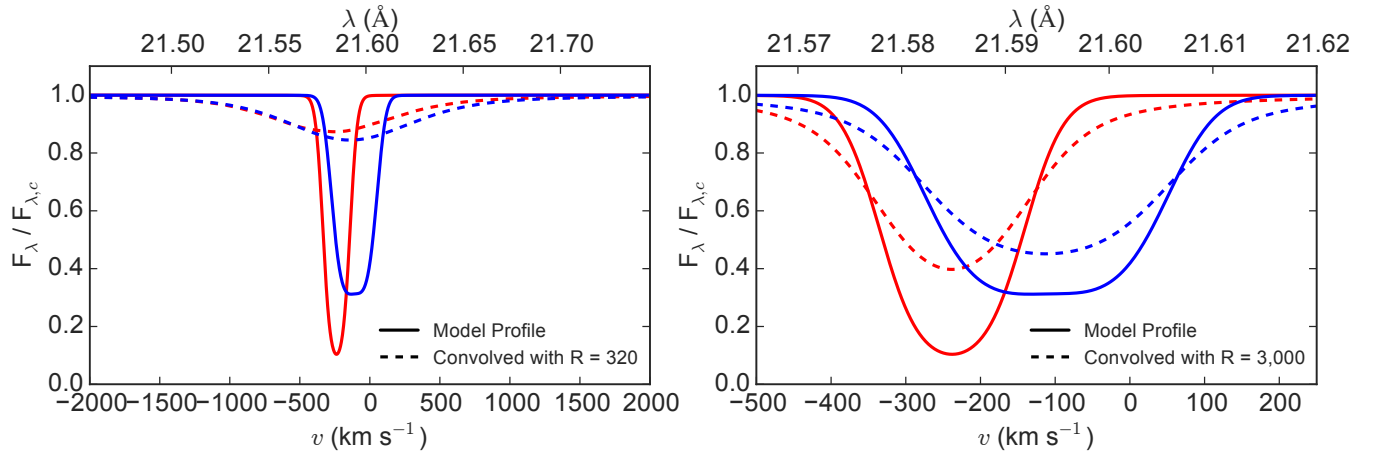 λ (Å)
21.50 21.55 21.60 21.65 21.70
1.0
0.8
0.6
0.4
0.2
0.0
F_λ / F_λ,c
Model Profile
Convolved with R = 320
−2000 −1500 −1000 −500 0 500 1000 1500 2000
v (km s⁻¹)
λ (Å)
21.57 21.58 21.59 21.60 21.61 21.62
1.0
0.8
0.6
0.4
0.2
0.0
F_λ / F_λ,c
Model Profile
Convolved with R = 3,000
−500 −400 −300 −200 −100 0 100 200
v (km s⁻¹)